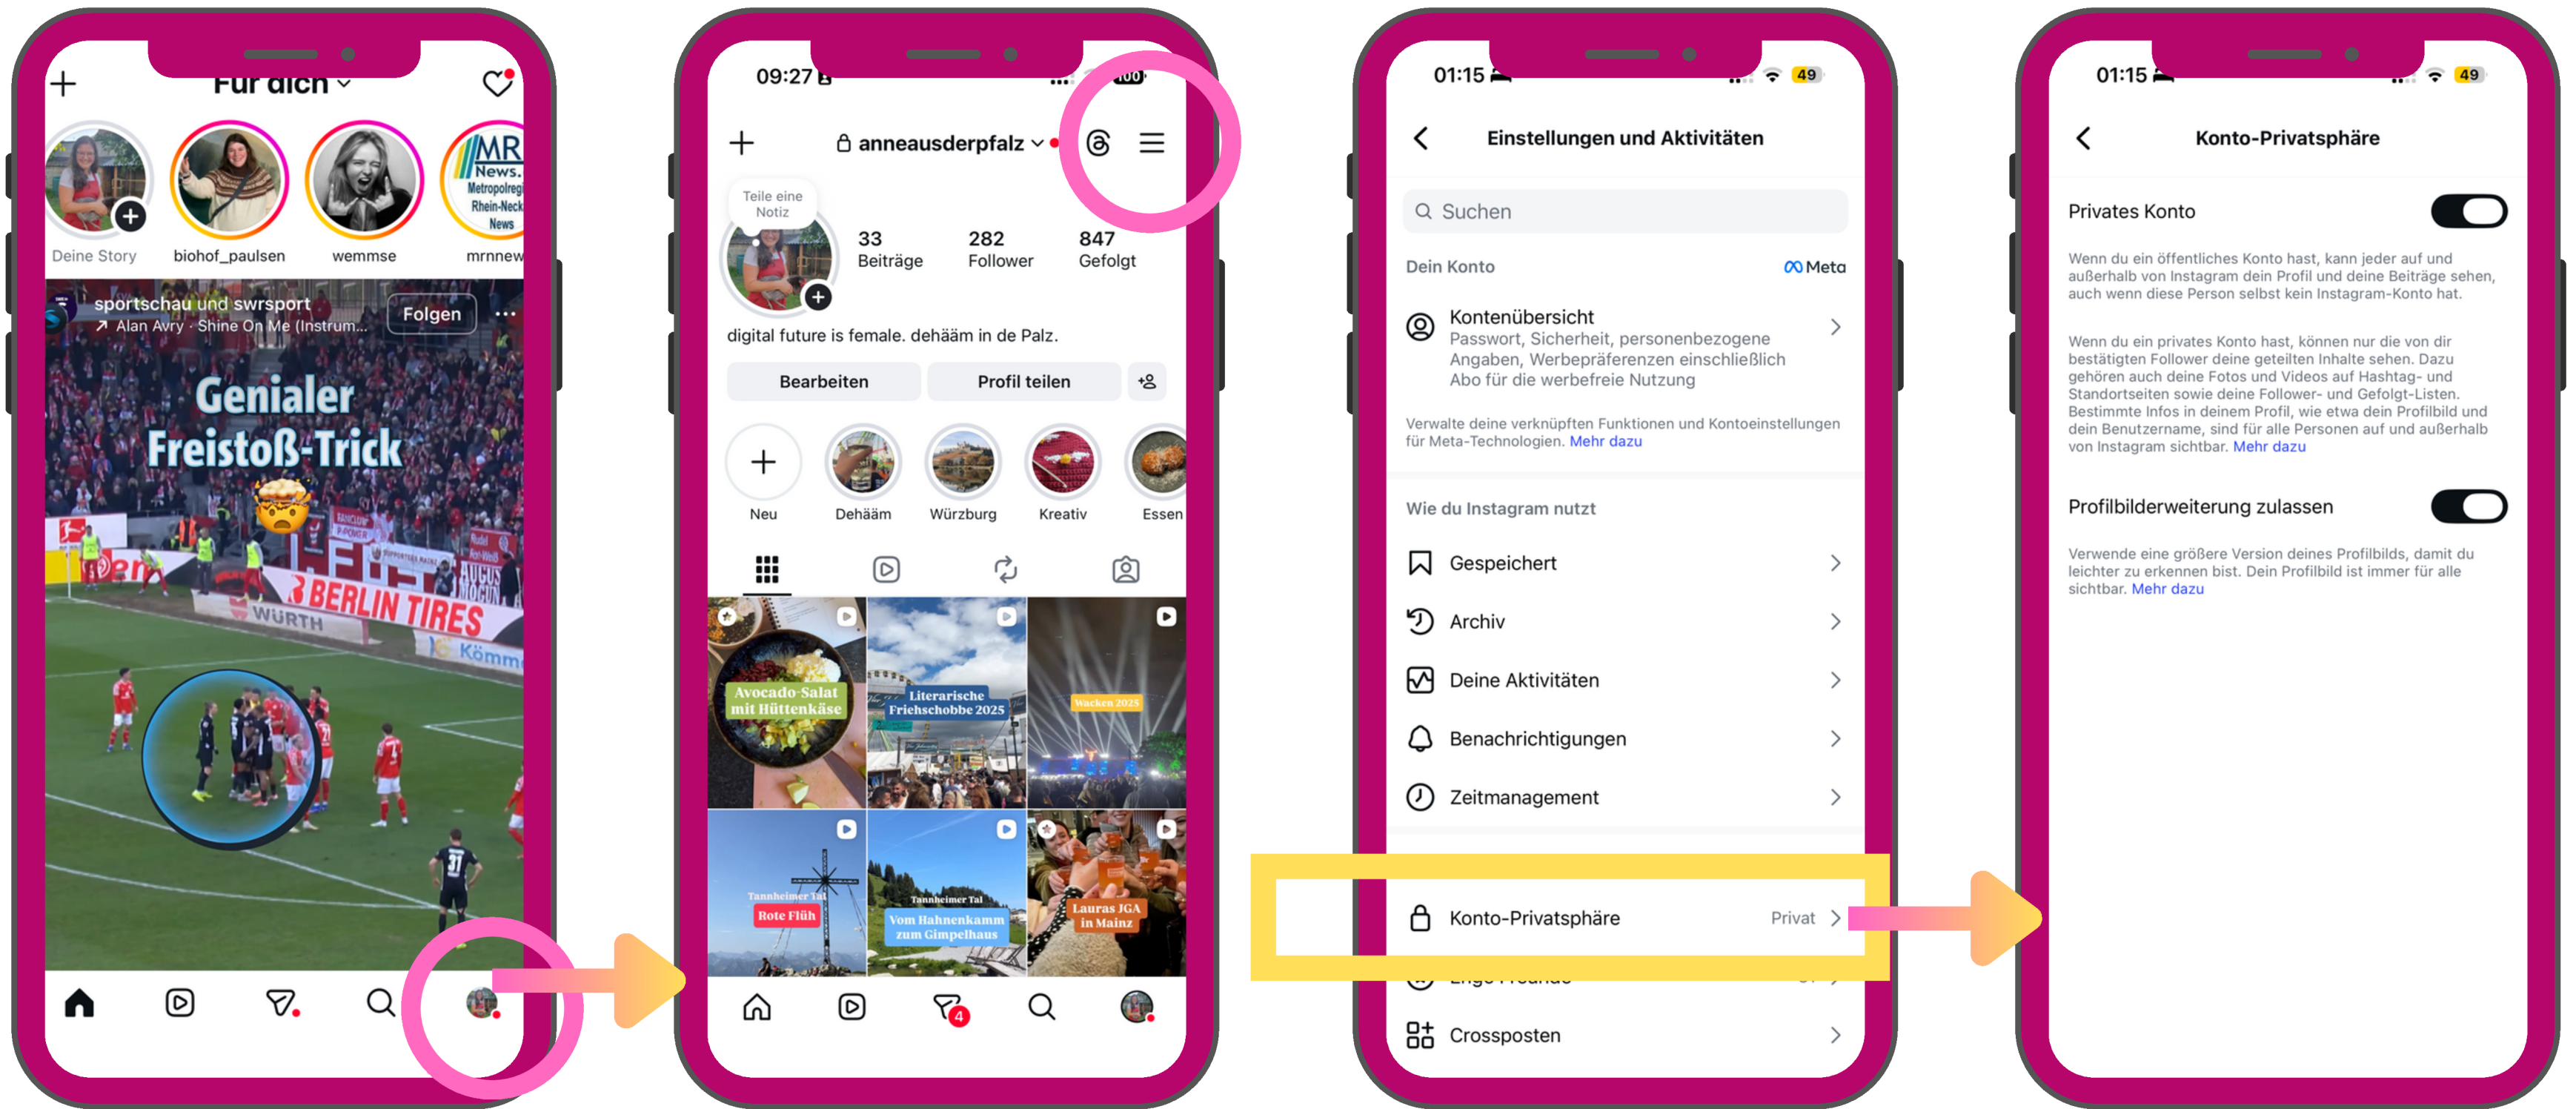 Für dich
MR
News.
Metropolregi
Rhein-Neck
News
Deine Story
biohof_paulsen
wemmse
mrnnew
sportschau und swrsport
Alan Avry · Shine On Me (Instrum...
Folgen
Genialer
Freistoß-Trick
BERLIN TIRES
WÜRTH
Kömm
31
09:27
100
anneausderpfalz
Teile eine
Notiz
33
Beiträge
282
Follower
847
Gefolgt
digital future is female. dehääm in de Palz.
Bearbeiten
Profil teilen
Neu
Dehääm
Würzburg
Kreativ
Essen
Avocado-Salat
mit Hüttenkäse
Literarische
Friehschobbe 2025
Wacken 2025
Tannheimer Tal
Rote Flüh
Tannheimer Tal
Vom Hahnenkamm
zum Gimpelhaus
Lauras JGA
in Mainz
4
01:15
49
Einstellungen und Aktivitäten
Suchen
Dein Konto
Meta
Kontenübersicht
Passwort, Sicherheit, personenbezogene
Angaben, Werbepräferenzen einschließlich
Abo für die werbefreie Nutzung
Verwalte deine verknüpften Funktionen und Kontoeinstellungen
für Meta-Technologien. Mehr dazu
Wie du Instagram nutzt
Gespeichert
Archiv
Deine Aktivitäten
Benachrichtigungen
Zeitmanagement
Konto-Privatsphäre
Privat
Enge Freunde
Crossposten
01:15
49
Konto-Privatsphäre
Privates Konto
Wenn du ein öffentliches Konto hast, kann jeder auf und
außerhalb von Instagram dein Profil und deine Beiträge sehen,
auch wenn diese Person selbst kein Instagram-Konto hat.
Wenn du ein privates Konto hast, können nur die von dir
bestätigten Follower deine geteilten Inhalte sehen. Dazu
gehören auch deine Fotos und Videos auf Hashtag- und
Standortseiten sowie deine Follower- und Gefolgt-Listen.
Bestimmte Infos in deinem Profil, wie etwa dein Profilbild und
dein Benutzername, sind für alle Personen auf und außerhalb
von Instagram sichtbar. Mehr dazu
Profilbilderweiterung zulassen
Verwende eine größere Version deines Profilbilds, damit du
leichter zu erkennen bist. Dein Profilbild ist immer für alle
sichtbar. Mehr dazu